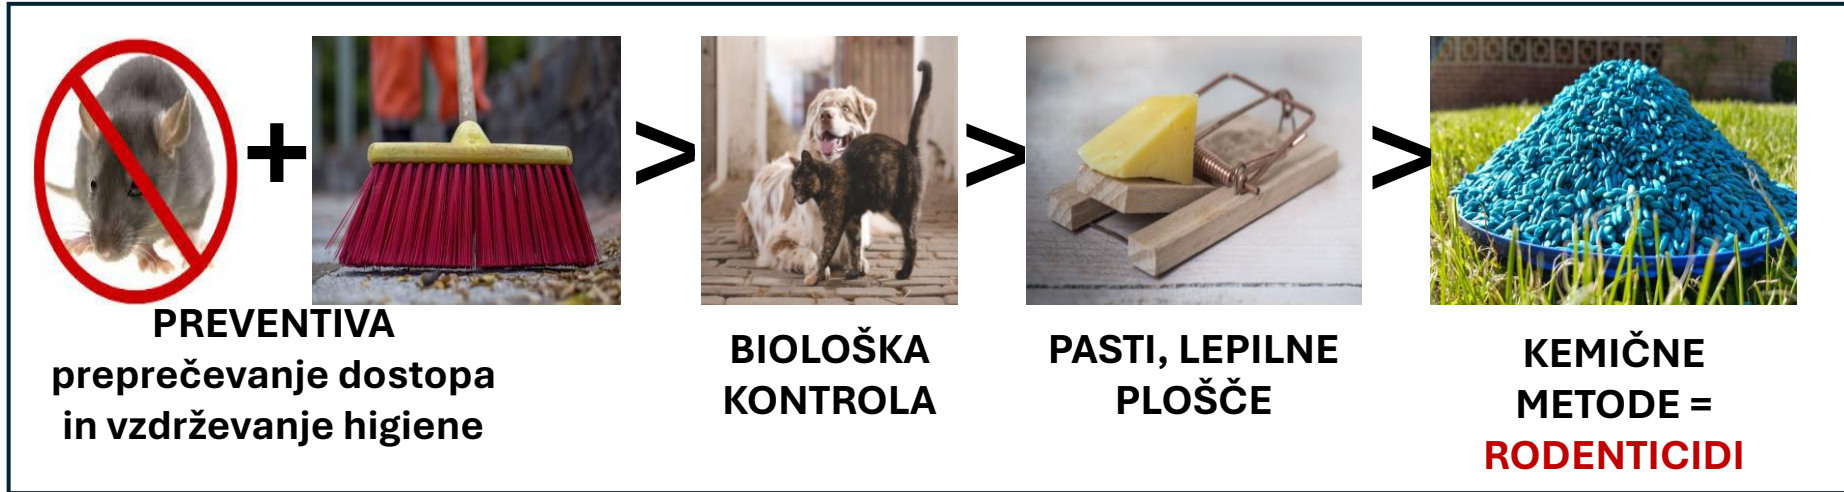 +
>
>
>
PREVENTIVA
preprečevanje dostopa
in vzdrževanje higiene
BIOLOŠKA
KONTROLA
PASTI, LEPILNE
PLOŠČE
KEMIČNE
METODE =
RODENTICIDI